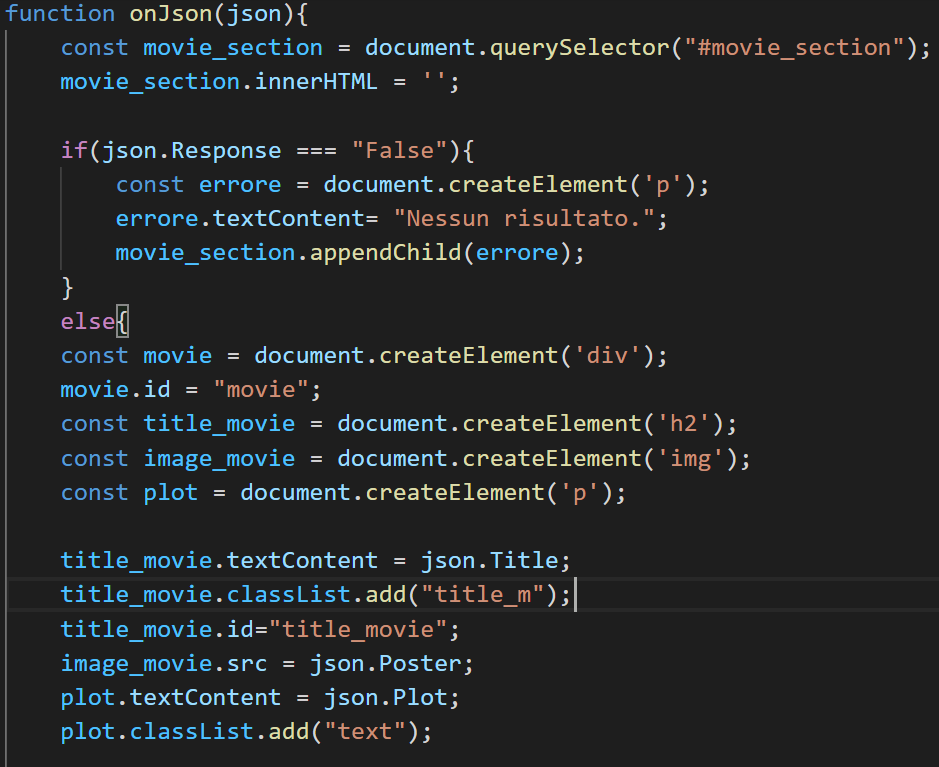 function onJson(json){
    const movie_section = document.querySelector("#movie_section");
    movie_section.innerHTML = '';
    if(json.Response === "False"){
        const errore = document.createElement('p');
        errore.textContent= "Nessun risultato.";
        movie_section.appendChild(errore);
    }
    else{
    const movie = document.createElement('div');
    movie.id = "movie";
    const title_movie = document.createElement('h2');
    const image_movie = document.createElement('img');
    const plot = document.createElement('p');
    title_movie.textContent = json.Title;
    title_movie.classList.add("title_m");
    title_movie.id="title_movie";
    image_movie.src = json.Poster;
    plot.textContent = json.Plot;
    plot.classList.add("text");